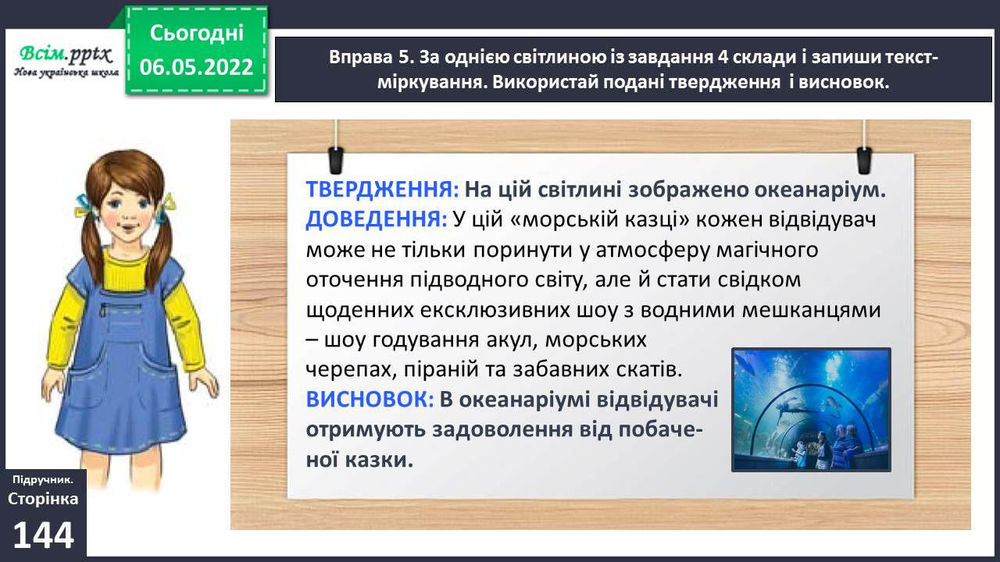 Всім.pptx
Нова українська школа
Сьогодні
06.05.2022
Вправа 5. За однією світлиною із завдання 4 склади і запиши текст-
міркування. Використай подані твердження і висновок.
ТВЕРДЖЕННЯ: На цій світлині зображено океанаріум.
ДОВЕДЕННЯ: У цій «морській казці» кожен відвідувач
може не тільки поринути у атмосферу магічного
оточення підводного світу, але й стати свідком
щоденних ексклюзивних шоу з водними мешканцями
– шоу годування акул, морських
черепах, піраній та забавних скатів.
ВИСНОВОК: В океанаріумі відвідувачі
отримують задоволення від побаче-
ної казки.
Підручник.
Сторінка
144